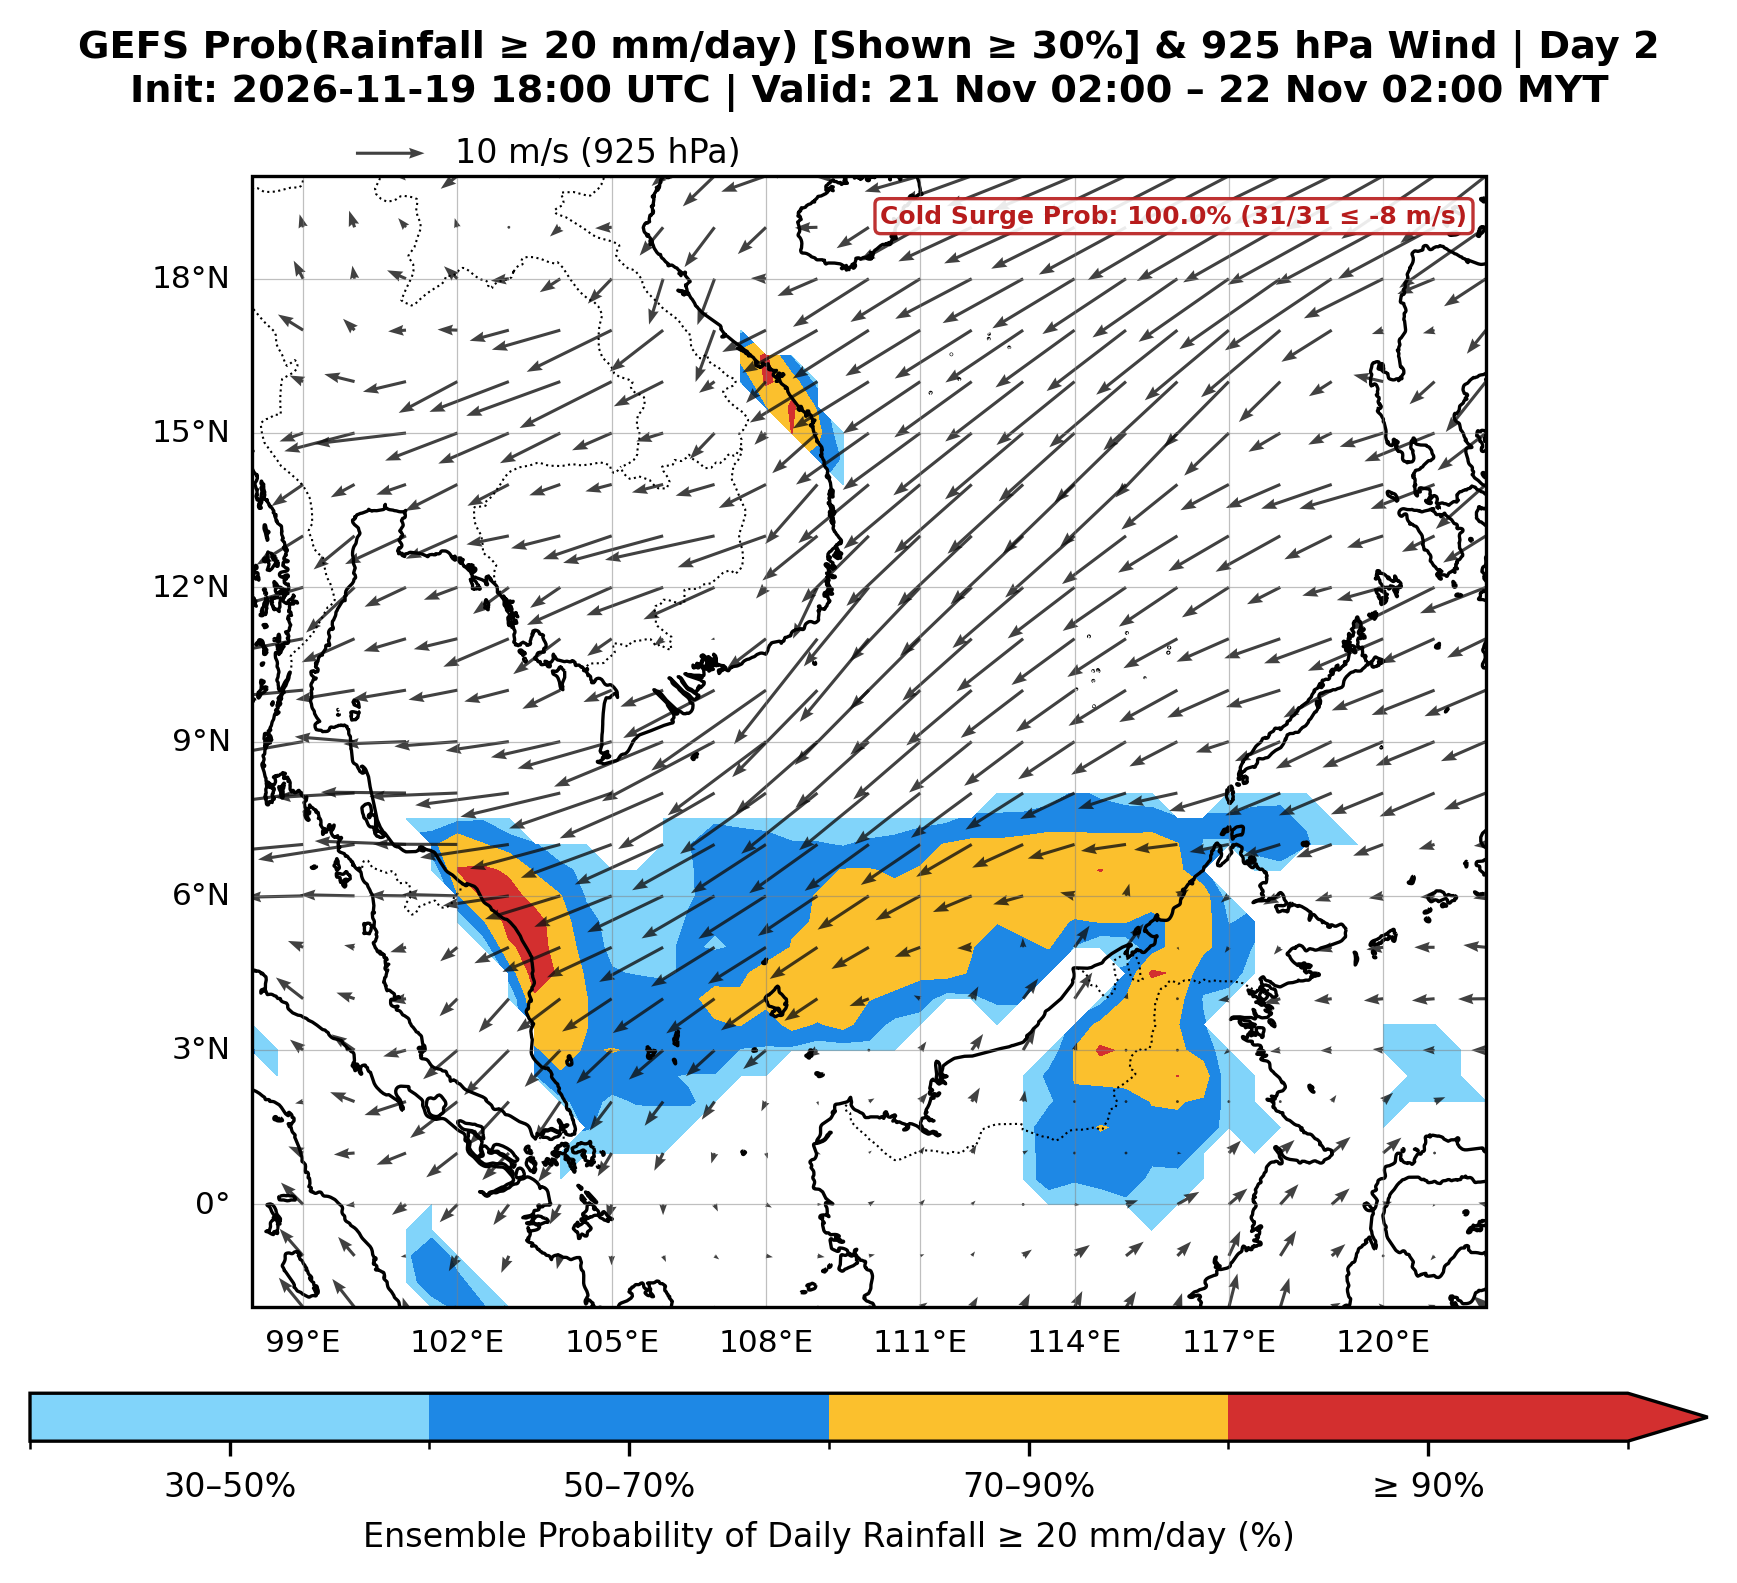 GEFS Prob(Rainfall ≥ 20 mm/day) [Shown ≥ 30%] & 925 hPa Wind | Day 2
Init: 2026-11-19 18:00 UTC | Valid: 21 Nov 02:00 – 22 Nov 02:00 MYT
10 m/s (925 hPa)
Cold Surge Prob: 100.0% (31/31 ≤ -8 m/s)
18°N
15°N
12°N
9°N
6°N
3°N
0°
99°E 102°E 105°E 108°E 111°E 114°E 117°E 120°E
30–50% 50–70% 70–90% ≥ 90%
Ensemble Probability of Daily Rainfall ≥ 20 mm/day (%)